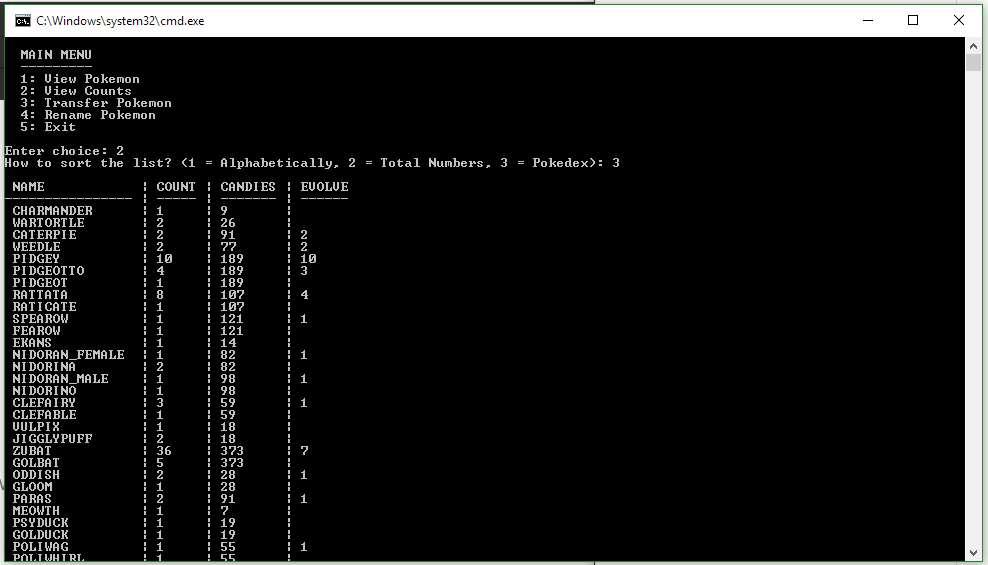 C:\Windows\system32\cmd.exe
MAIN MENU
---------
1: View Pokemon
2: View Counts
3: Transfer Pokemon
4: Rename Pokemon
5: Exit
Enter choice: 2
How to sort the list? (1 = Alphabetically, 2 = Total Numbers, 3 = Pokedex): 3
NAME | COUNT | CANDIES | EVOLVE
---------------- | ----- | ------- | ------
CHARMANDER | 1 | 9 |
WARTORTLE | 2 | 26 |
CATERPIE | 2 | 91 | 2
WEEDLE | 2 | 77 | 2
PIDGEY | 10 | 189 | 10
PIDGEOTTO | 4 | 189 | 3
PIDGEOT | 1 | 189 |
RATTATA | 8 | 107 | 4
RATICATE | 1 | 107 |
SPEAROW | 1 | 121 | 1
FEAROW | 1 | 121 |
EKANS | 1 | 14 |
NIDORAN_FEMALE | 1 | 82 | 1
NIDORINA | 2 | 82 |
NIDORAN_MALE | 1 | 98 | 1
NIDORINO | 1 | 98 |
CLEFAIRY | 3 | 59 | 1
CLEFABLE | 1 | 59 |
VULPIX | 1 | 18 |
JIGGLYPUFF | 2 | 18 |
ZUBAT | 36 | 373 | 7
GOLBAT | 5 | 373 |
ODDISH | 2 | 28 | 1
GLOOM | 1 | 28 |
PARAS | 2 | 91 | 1
MEOWTH | 1 | 7 |
PSYDUCK | 1 | 19 |
GOLDUCK | 1 | 19 |
POLIWAG | 1 | 55 | 1
POLIWHIRL | 1 | 55 |